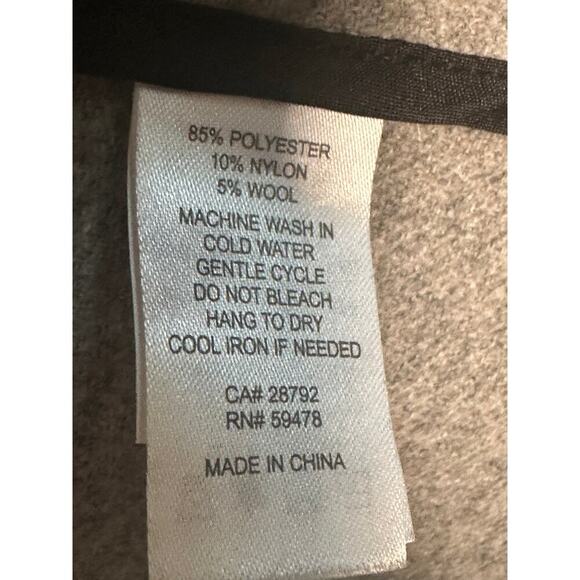 85% POLYESTER
10% NYLON
5% WOOL
MACHINE WASH IN
COLD WATER
GENTLE CYCLE
DO NOT BLEACH
HANG TO DRY
COOL IRON IF NEEDED
CA# 28792
RN# 59478
MADE IN CHINA